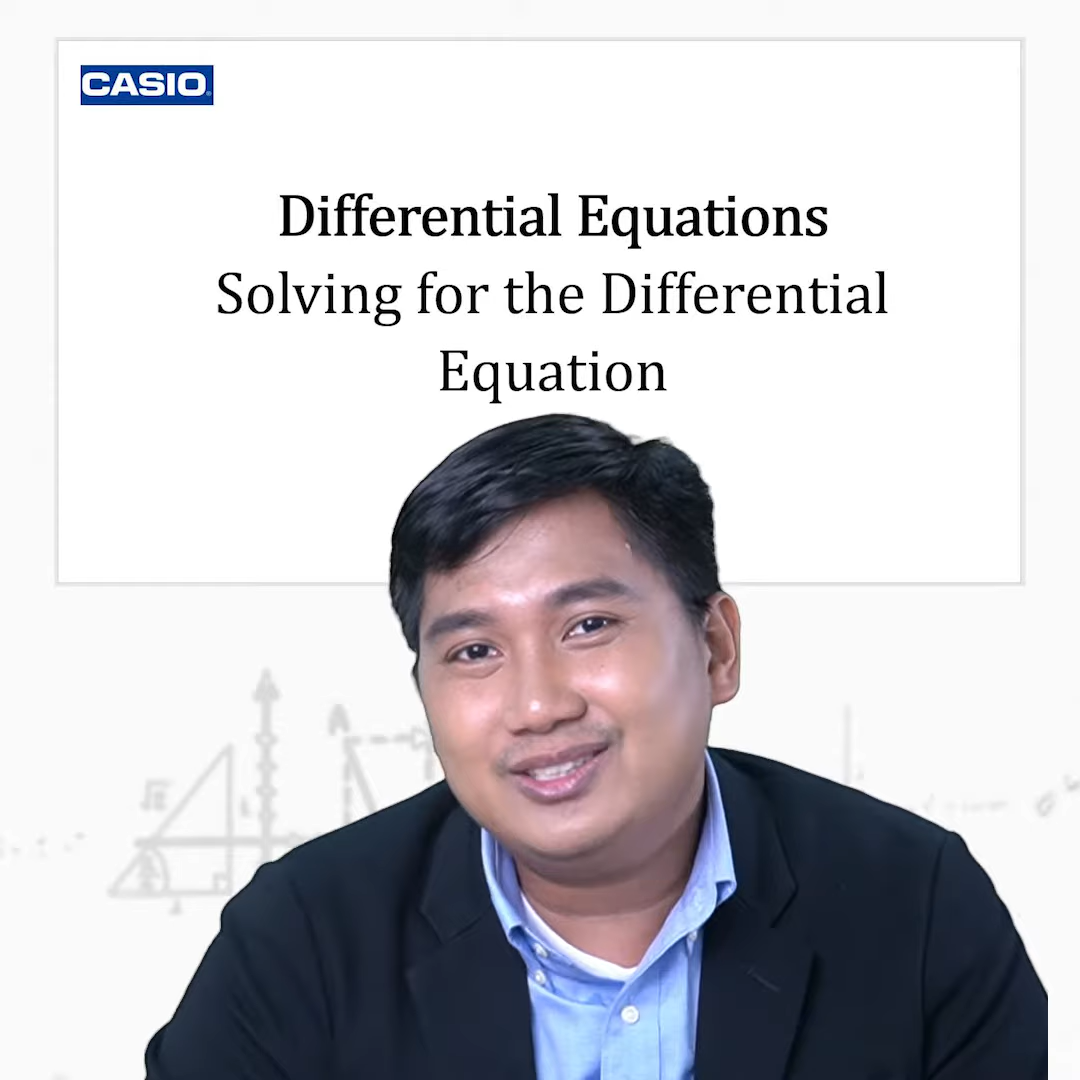 CASIO
Differential Equations
Solving for the Differential
Equation
A
√E